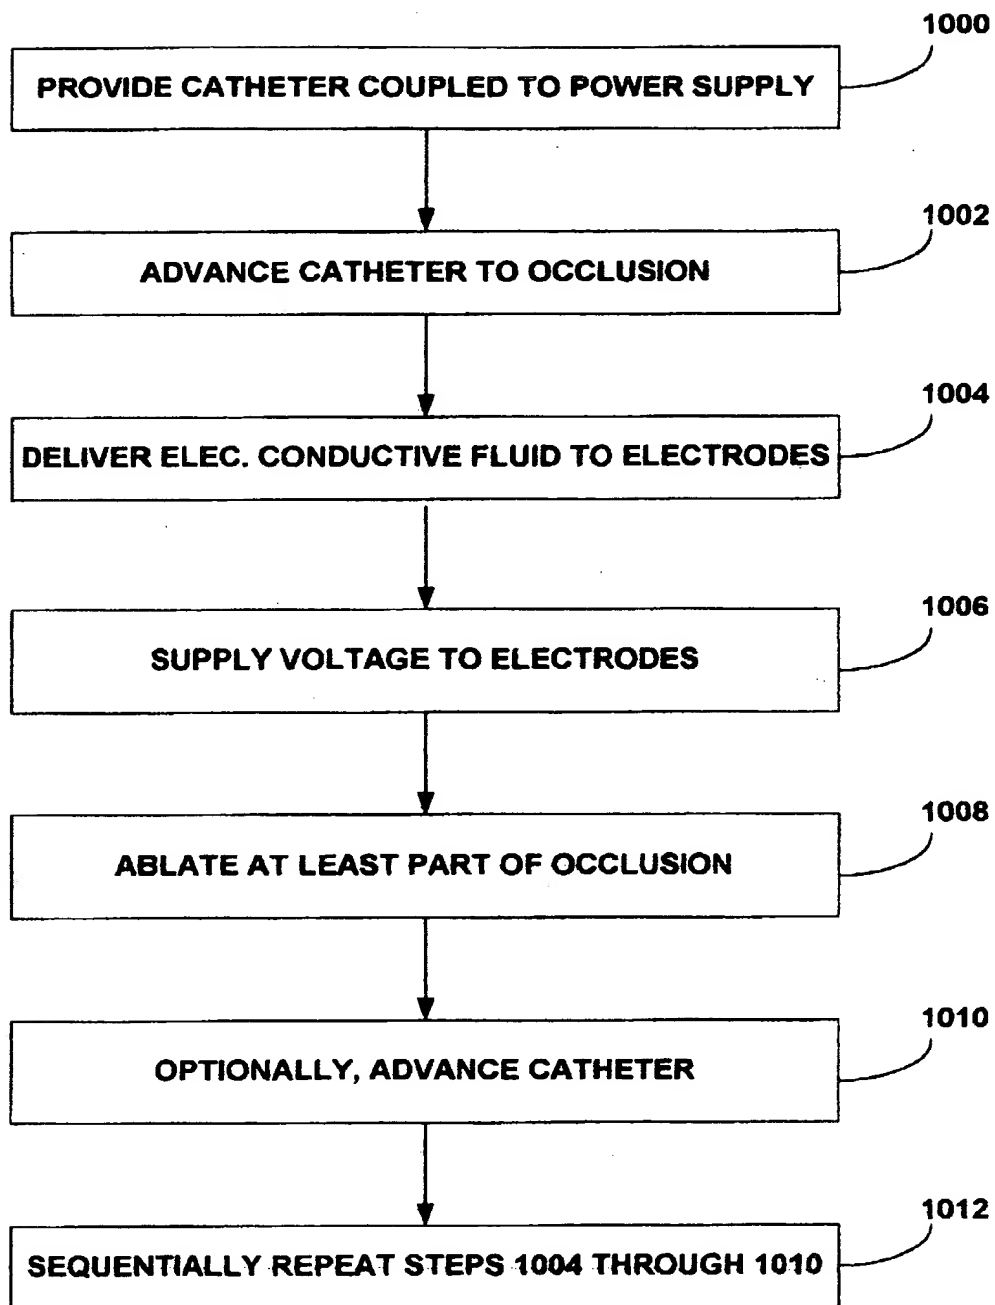 1000
PROVIDE CATHETER COUPLED TO POWER SUPPLY
1002
ADVANCE CATHETER TO OCCLUSION
1004
DELIVER ELEC. CONDUCTIVE FLUID TO ELECTRODES
1006
SUPPLY VOLTAGE TO ELECTRODES
1008
ABLATE AT LEAST PART OF OCCLUSION
1010
OPTIONALLY, ADVANCE CATHETER
1012
SEQUENTIALLY REPEAT STEPS 1004 THROUGH 1010